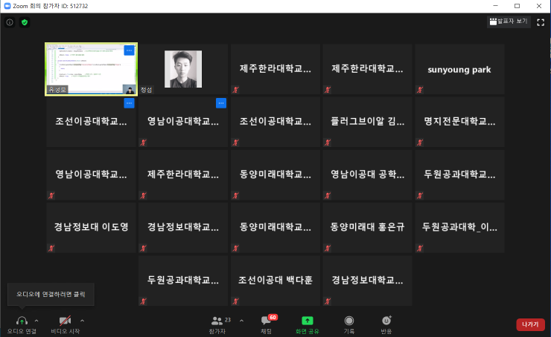 Zoom 회의 참가자 ID: 512732
발표자 보기
정섭
제주한라대학교...
제주한라대학교...
sunyoung park
조선이공대학교...
영남이공대학교...
조선이공대학교...
플러그브이알 김...
명지전문대학교...
영남이공대학교...
제주한라대학교...
동양미래대학교...
영남이공대 공학...
두원공과대학교...
경남정보대 이도영
경남정보대학교...
동양미래대학교...
동양미래대 홍은규
두원공과대학_이...
두원공과대학교...
조선이공대 백다훈
경남정보대학교...
오디오에 연결하려면 클릭
오디오 연결
비디오 시작
23
참가자
60
채팅
화면 공유
기록
반응
나가기